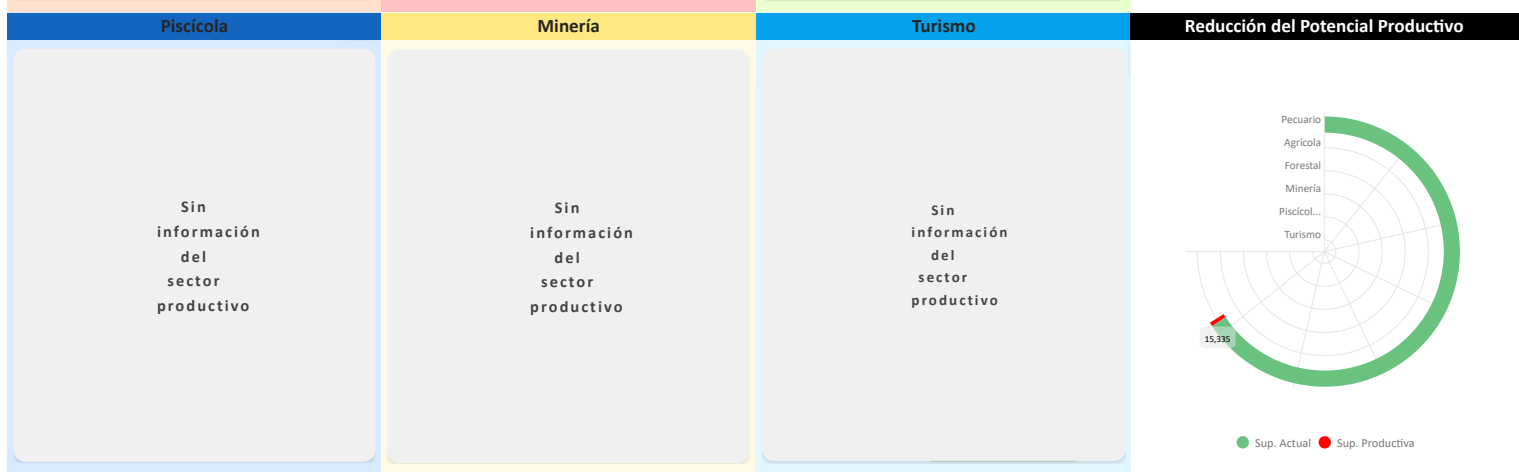 Piscícola
Minería
Turismo
Reducción del Potencial Productivo
Sin
información
del
sector
productivo
Sin
información
del
sector
productivo
Sin
información
del
sector
productivo
Pecuario
Agrícola
Forestal
Minería
Piscícol...
Turismo
15,335
Sup. Actual
Sup. Productiva